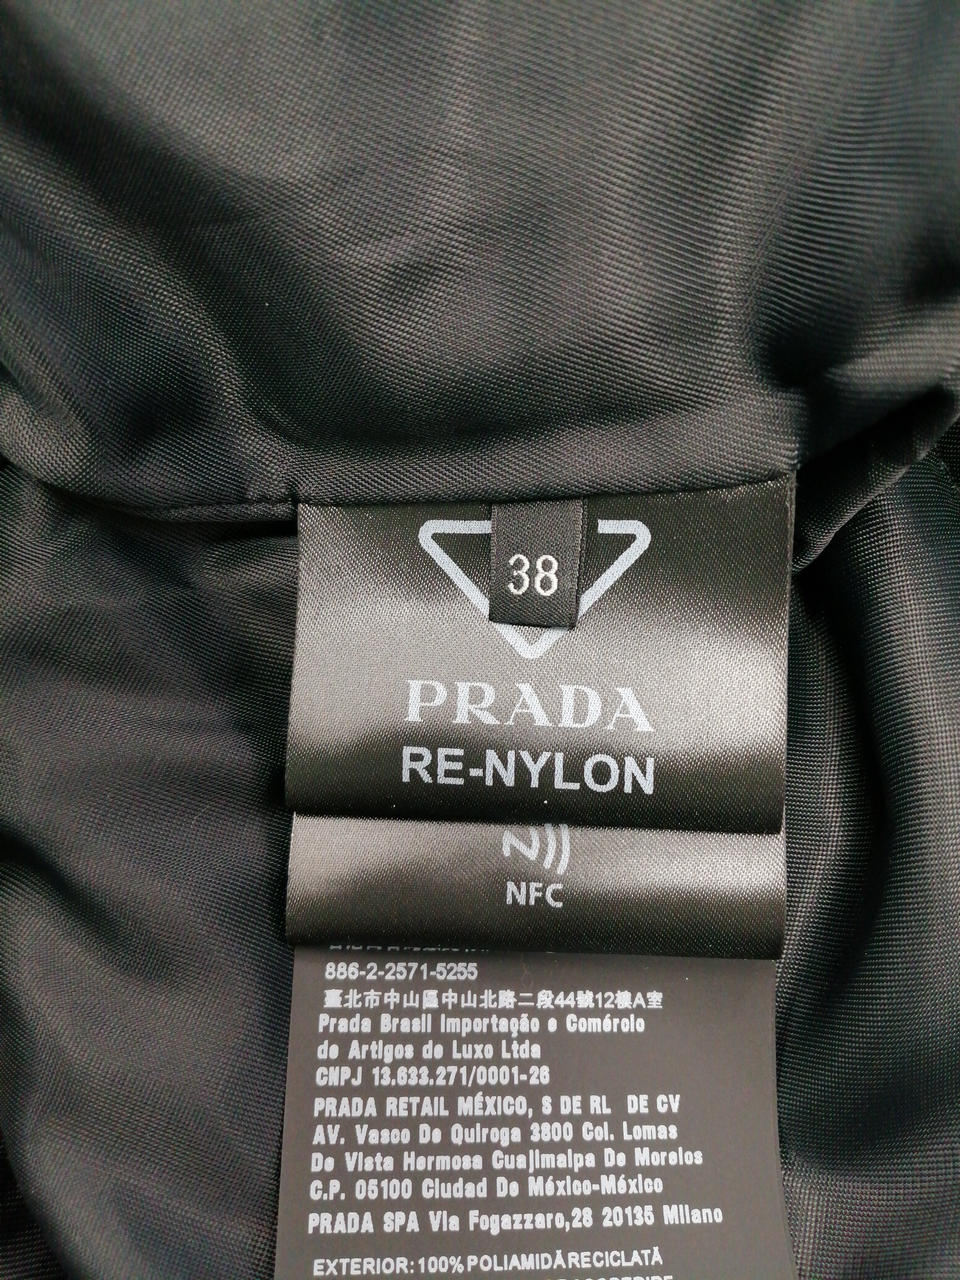 38
PRADA
RE-NYLON
NFC
886-2-2571-5255
臺北市中山區中山北路二段44號12樓A室
Prada Brasil Importação e Comércio
de Artigos de Luxo Ltda
CNPJ 13.633.271/0001-26
PRADA RETAIL MÉXICO, S DE RL DE CV
AV. Vasco De Quiroga 3800 Col. Lomas
De Vista Hermosa Cuajimalpa De Morelos
C.P. 05100 Ciudad De México-México
PRADA SPA Via Fogazzaro,28 20135 Milano
EXTERIOR: 100% POLIAMIDĂ RECICLATĂ